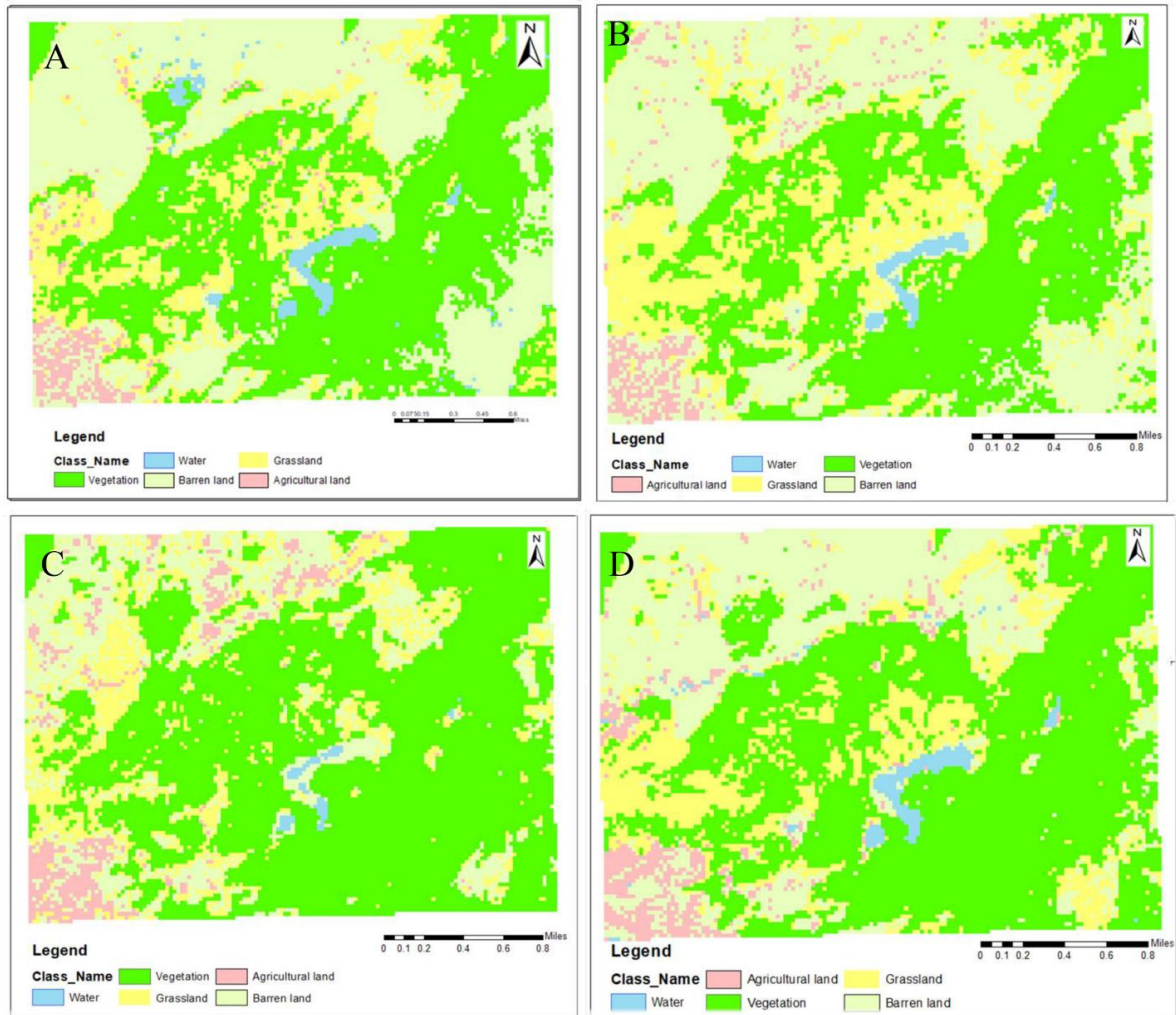 A
N
0 0.075 0.15 0.3 0.45 0.6
Miles
Legend
Class_Name Water Grassland
Vegetation Barren land Agricultural land
B
N
Miles
0 0.1 0.2 0.4 0.6 0.8
Legend
Class_Name Water Vegetation
Agricultural land Grassland Barren land
C
N
Miles
0 0.1 0.2 0.4 0.6 0.8
Legend
Class_Name Vegetation Agricultural land
Water Grassland Barren land
D
N
Miles
0 0.1 0.2 0.4 0.6 0.8
Legend
Class_Name Agricultural land Grassland
Water Vegetation Barren land